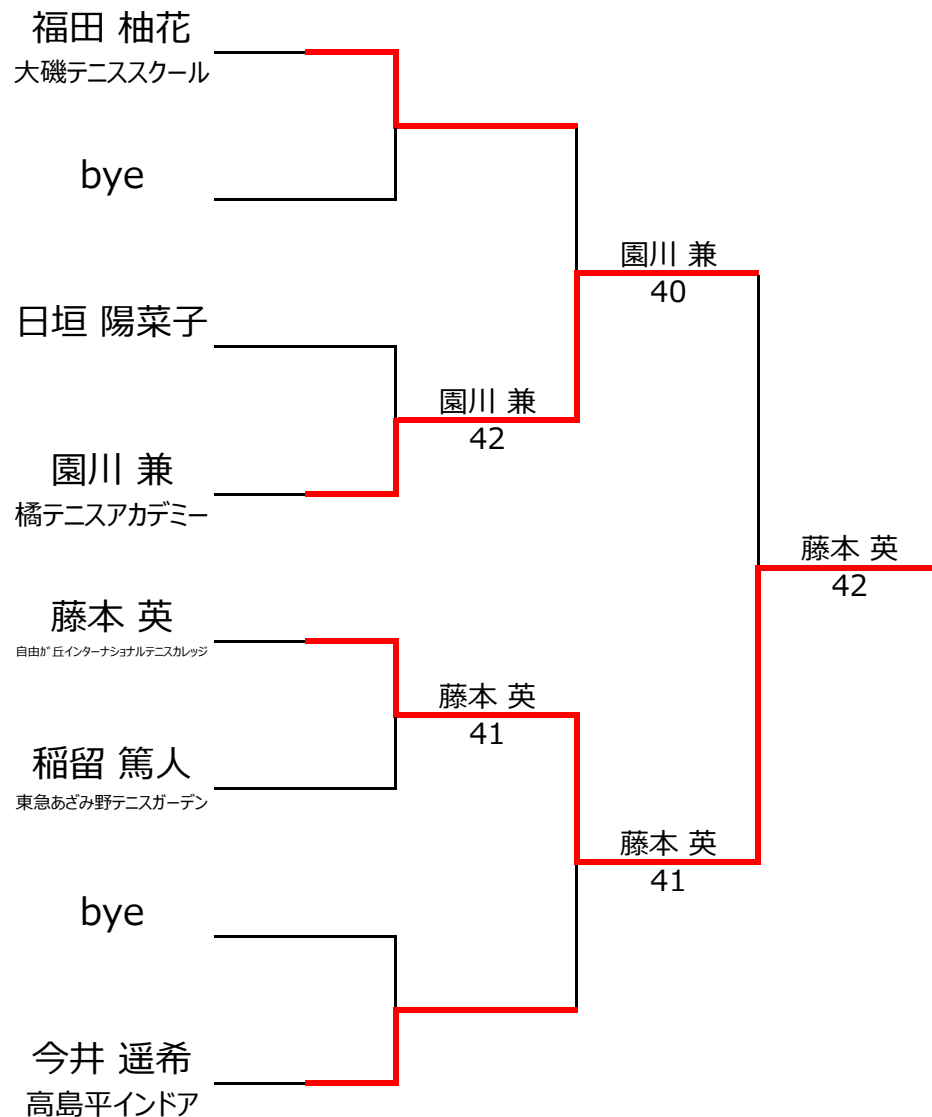 福田 柚花
大磯テニススクール
bye
日垣 陽菜子
園川 兼
橘テニスアカデミー
藤本 英
自由が丘インターナショナルテニスカレッジ
稲留 篤人
東急あざみ野テニスガーデン
bye
今井 遥希
高島平インドア
園川 兼
42
藤本 英
41
園川 兼
40
藤本 英
41
藤本 英
42